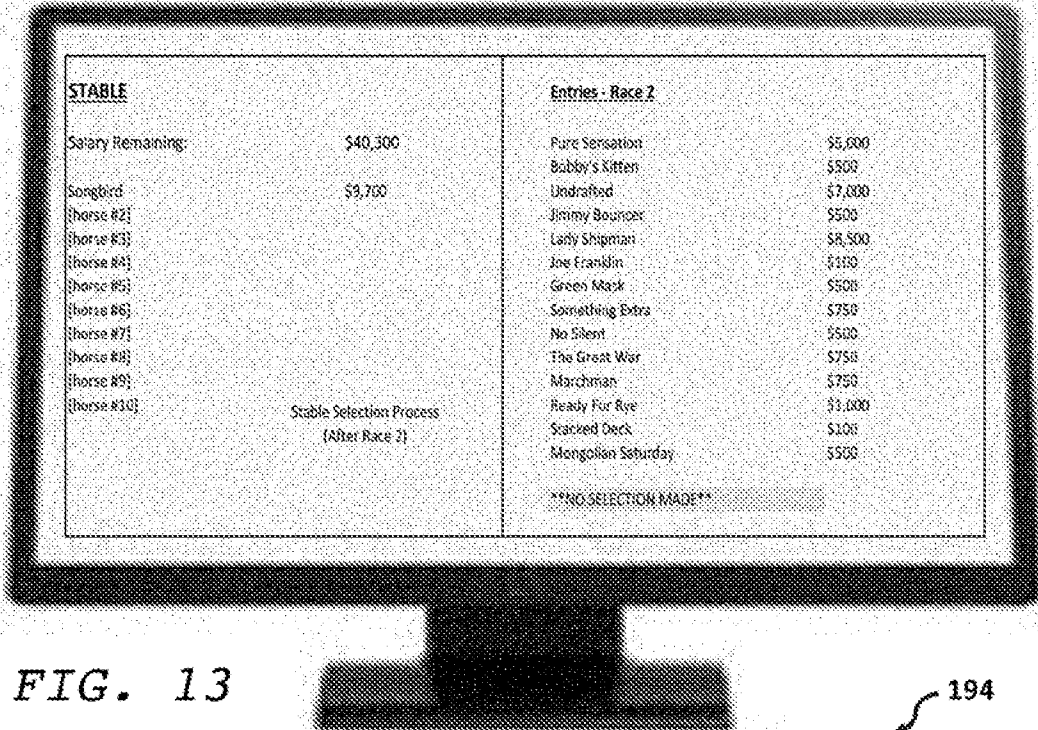 STABLE
Salary Remaining: $40,300
Songbird $9,700
[horse #2]
[horse #3]
[horse #4]
[horse #5]
[horse #6]
[horse #7]
[horse #8]
[horse #9]
[horse #10]
Stable Selection Process
(After Race 2)
Entries - Race 2
Pure Sensation
Bobby's Kitten $500
Undrafted $7,000
Jimmy Bouncer $500
Lady Shipman $8,500
Joe Franklin $100
Green Mask $500
Something Extra $750
No Silent $500
The Great War $750
Marchman $750
Ready For Rye $1,000
Stacked Deck $100
Mongolian Saturday $500
**NO SELECTION MADE**
FIG. 13
194